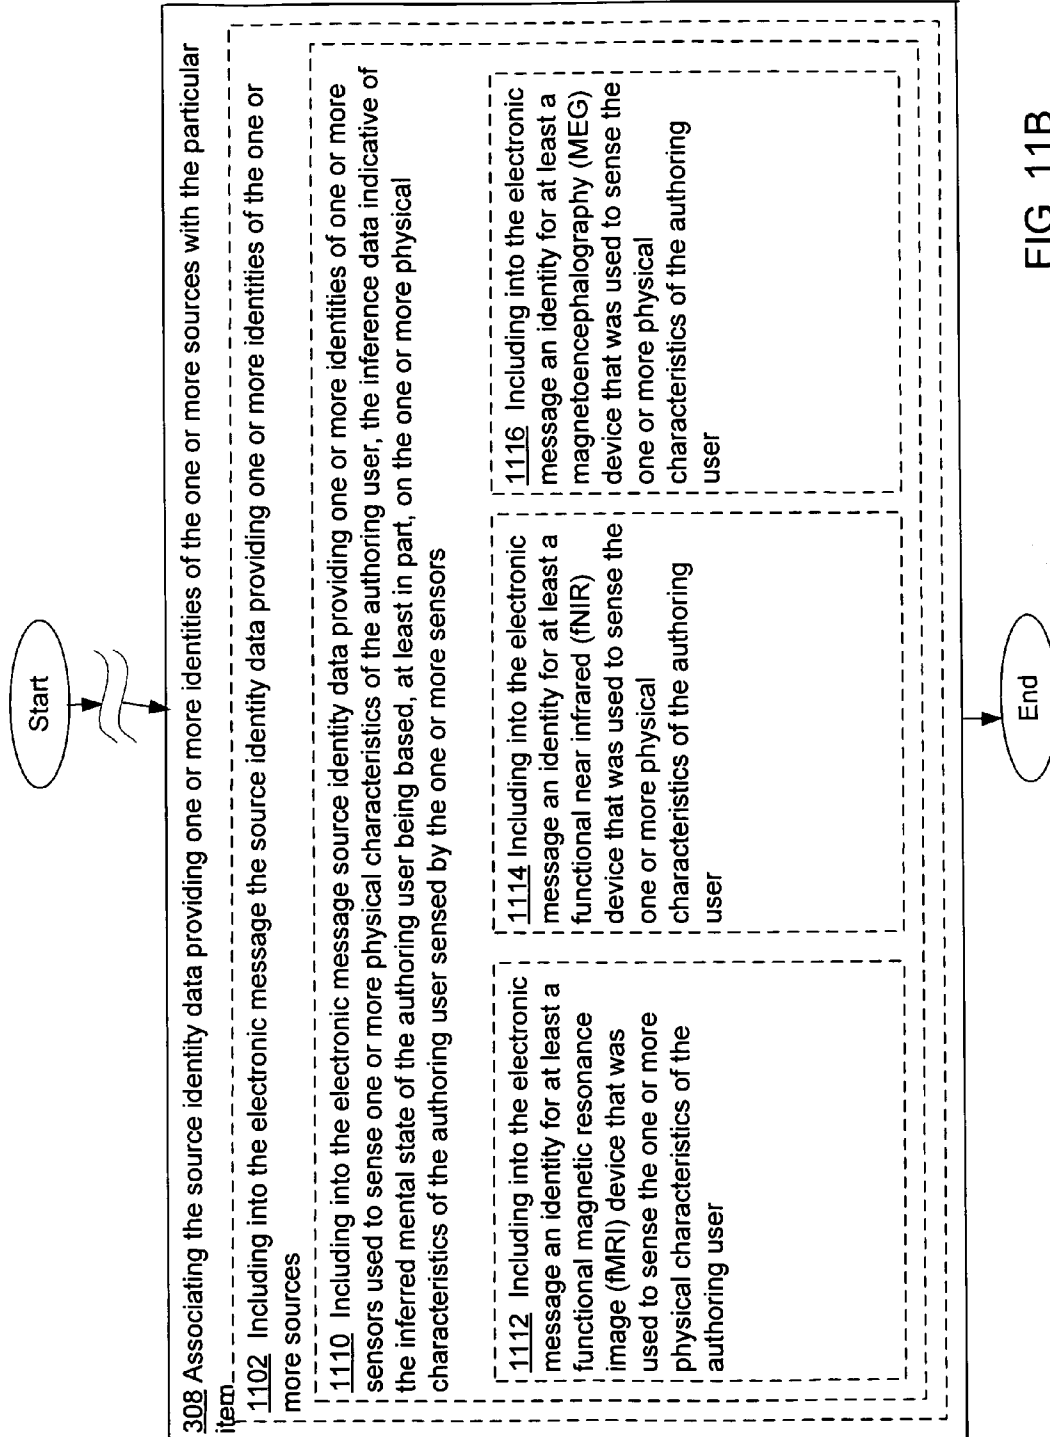 Start
308 Associating the source identity data providing one or more identities of the one or more sources with the particular
item
1102 Including into the electronic message the source identity data providing one or more identities of the one or
more sources
1110 Including into the electronic message source identity data providing one or more identities of one or more
sensors used to sense one or more physical characteristics of the authoring user, the inference data indicative of
the inferred mental state of the authoring user being based, at least in part, on the one or more physical
characteristics of the authoring user sensed by the one or more sensors
1112 Including into the electronic
message an identity for at least a
functional magnetic resonance
image (fMRI) device that was
used to sense the one or more
physical characteristics of the
authoring user
1114 Including into the electronic
message an identity for at least a
functional near infrared (fNIR)
device that was used to sense the
one or more physical
characteristics of the authoring
user
1116 Including into the electronic
message an identity for at least a
magnetoencephalography (MEG)
device that was used to sense the
one or more physical
characteristics of the authoring
user
End
FIG. 11B